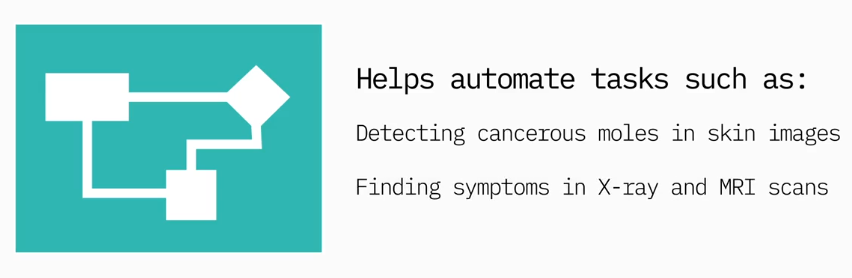 Helps automate tasks such as:
Detecting cancerous moles in skin images
Finding symptoms in X-ray and MRI scans